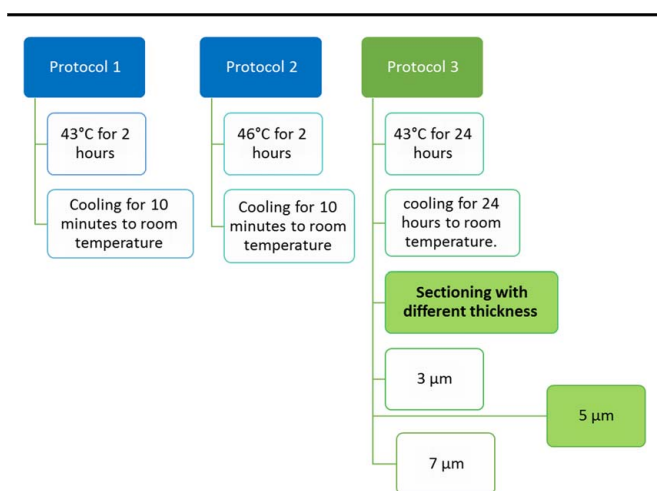 Protocol 1
43°C for 2
hours
Cooling for 10
minutes to room
temperature
Protocol 2
46°C for 2
hours
Cooling for 10
minutes to room
temperature
Protocol 3
43°C for 24
hours
cooling for 24
hours to room
temperature.
Sectioning with
different thickness
3 μm
5 μm
7 μm